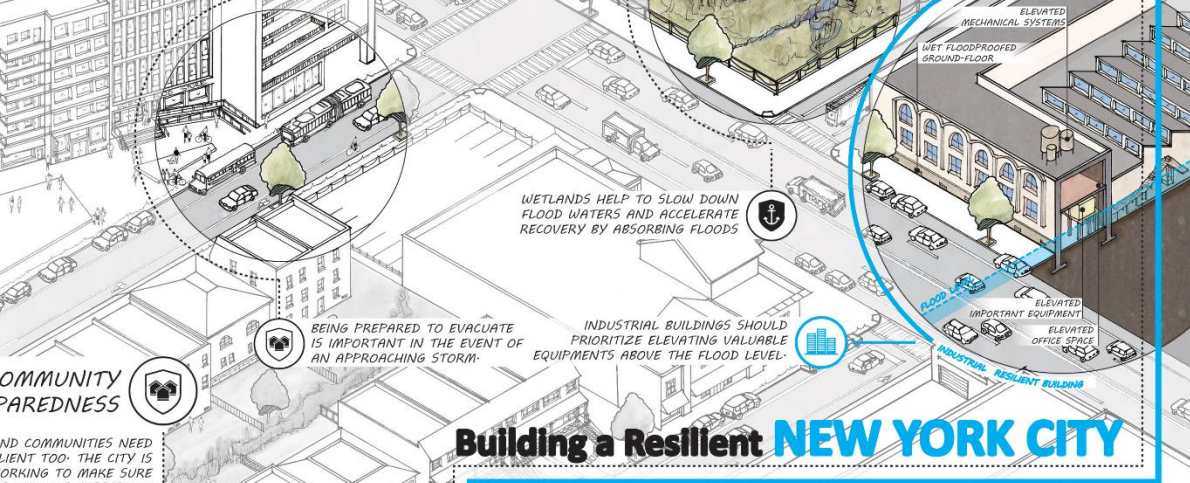 ELEVATED
MECHANICAL SYSTEMS
WET FLOODPROOFED
GROUND-FLOOR
WETLANDS HELP TO SLOW DOWN
FLOOD WATERS AND ACCELERATE
RECOVERY BY ABSORBING FLOODS
FLOOD
ELEVATED
IMPORTANT EQUIPMENT
ELEVATED
OFFICE SPACE
INDUSTRIAL RESILIENT BUILDING
BEING PREPARED TO EVACUATE
IS IMPORTANT IN THE EVENT OF
AN APPROACHING STORM.
INDUSTRIAL BUILDINGS SHOULD
PRIORITIZE ELEVATING VALUABLE
EQUIPMENTS ABOVE THE FLOOD LEVEL.
OMMUNITY
PAREDNESS
ND COMMUNITIES NEED
LIENT TOO. THE CITY IS
ORKING TO MAKE SURE
Building a Resilient NEW YORK CITY